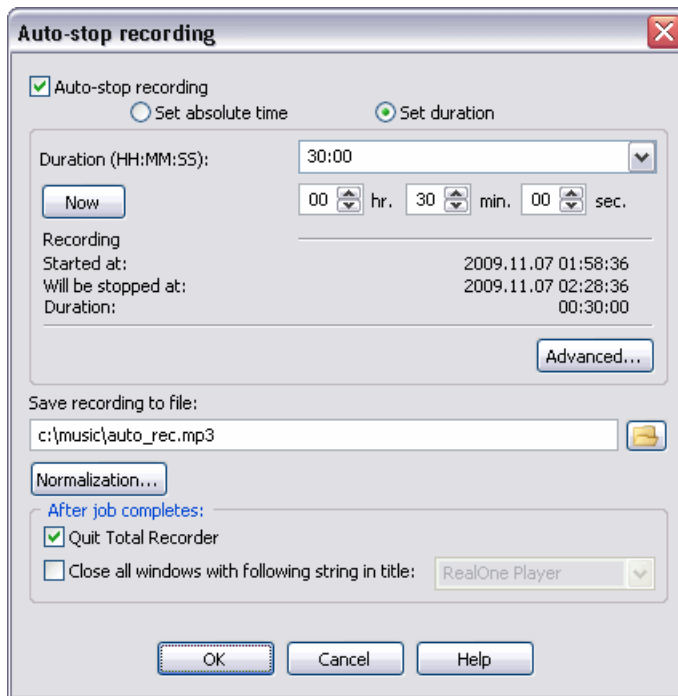 Auto-stop recording
Auto-stop recording
Set absolute time Set duration
Duration (HH:MM:SS): 30:00
Now 00 hr. 30 min. 00 sec.
Recording
Started at: 2009.11.07 01:58:36
Will be stopped at: 2009.11.07 02:28:36
Duration: 00:30:00
Advanced...
Save recording to file:
c:\music\auto_rec.mp3
Normalization...
After job completes:
Quit Total Recorder
Close all windows with following string in title: RealOne Player
OK Cancel Help